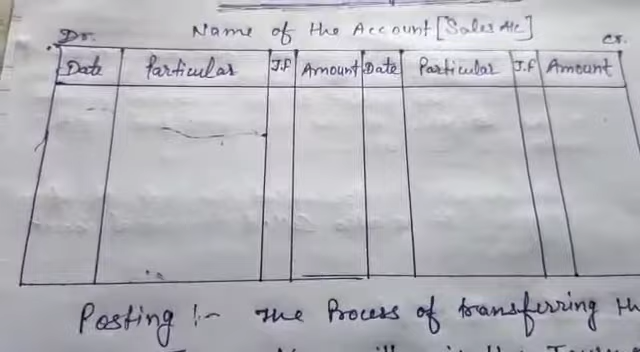 Name of the Account [Sales A/c]
Dr. Cr.
Date Particular J.F Amount Date Particular J.F Amount
Posting :- The Process of transferring